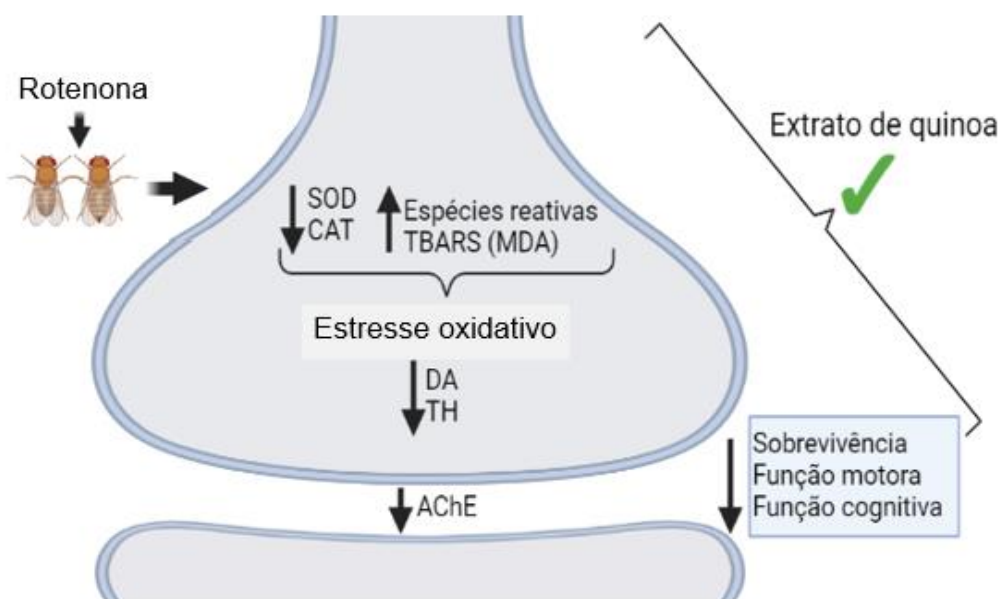 Rotenona
Extrato de quinoa
SOD
CAT
Espécies reativas
TBARS (MDA)
Estresse oxidativo
DA
TH
AChE
Sobrevivência
Função motora
Função cognitiva